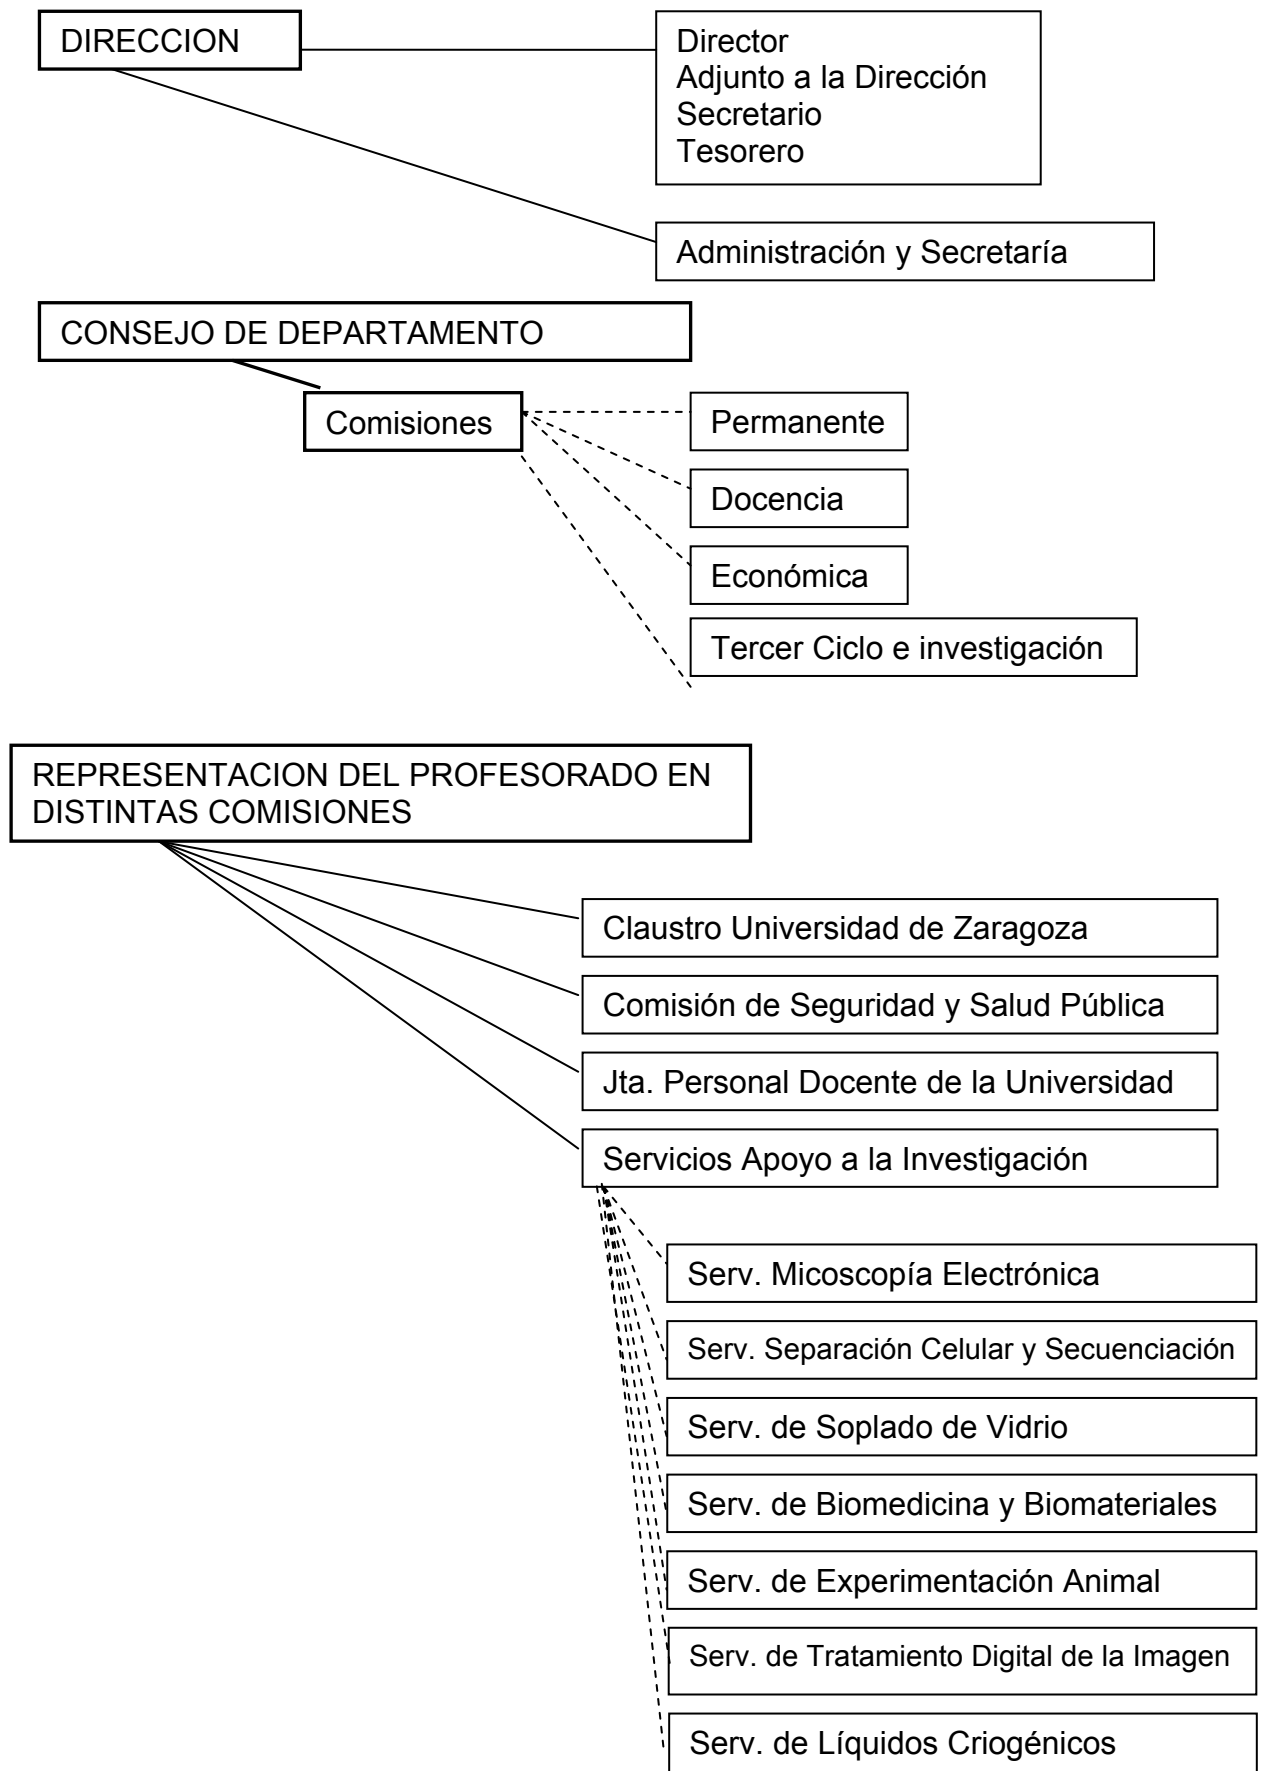 DIRECCION
Director
Adjunto a la Dirección
Secretario
Tesorero
Administración y Secretaría
CONSEJO DE DEPARTAMENTO
Comisiones
Permanente
Docencia
Económica
Tercer Ciclo e investigación
REPRESENTACION DEL PROFESORADO EN
DISTINTAS COMISIONES
Claustro Universidad de Zaragoza
Comisión de Seguridad y Salud Pública
Jta. Personal Docente de la Universidad
Servicios Apoyo a la Investigación
Serv. Micoscopía Electrónica
Serv. Separación Celular y Secuenciación
Serv. de Soplado de Vidrio
Serv. de Biomedicina y Biomateriales
Serv. de Experimentación Animal
Serv. de Tratamiento Digital de la Imagen
Serv. de Líquidos Criogénicos